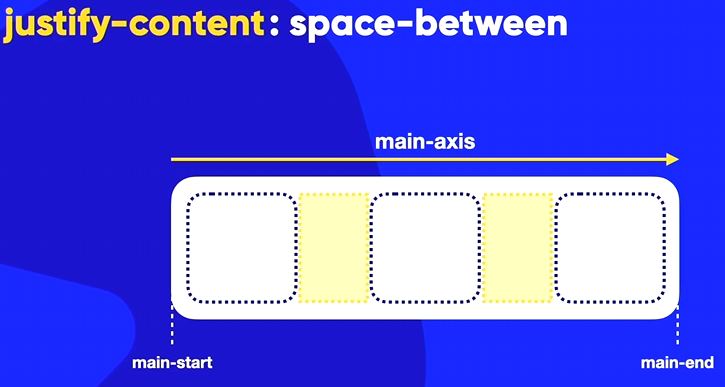 justify-content: space-between
main-axis
main-start
main-end